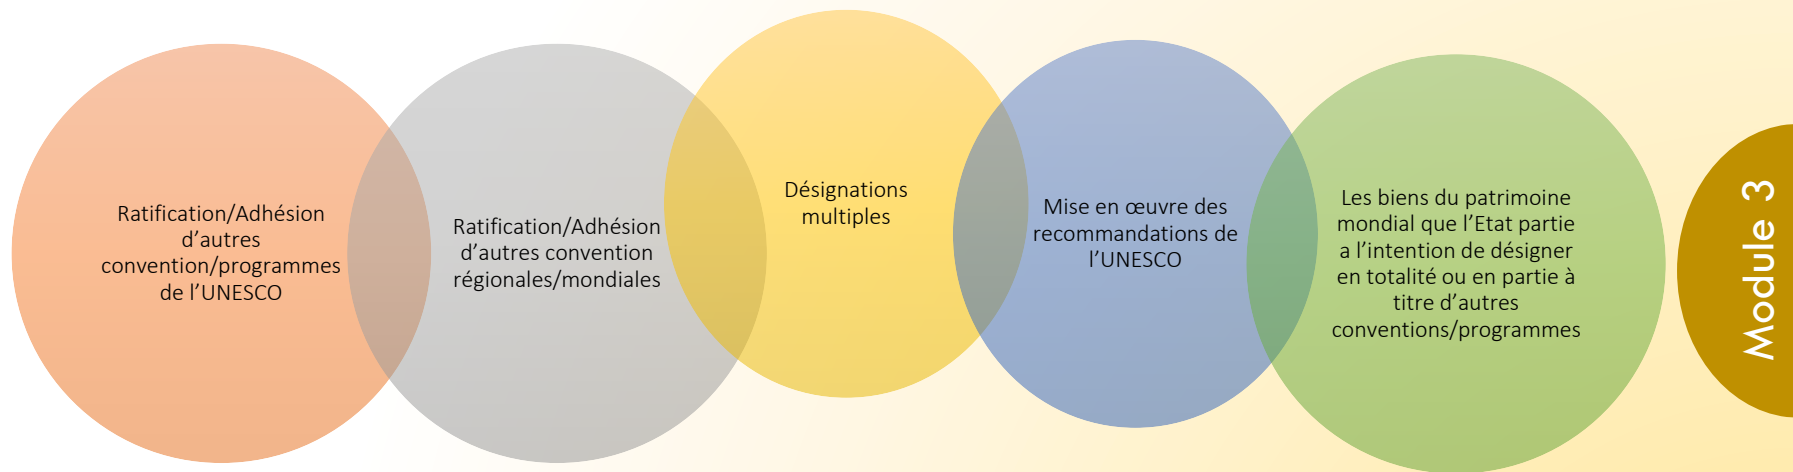 Ratification/Adhésion
d’autres
convention/programmes
de l’UNESCO
Ratification/Adhésion
d’autres convention
régionales/mondiales
Désignations
multiples
Mise en œuvre des
recommandations de
l’UNESCO
Les biens du patrimoine
mondial que l’Etat partie
a l’intention de désigner
en totalité ou en partie à
titre d’autres
conventions/programmes
Module 3